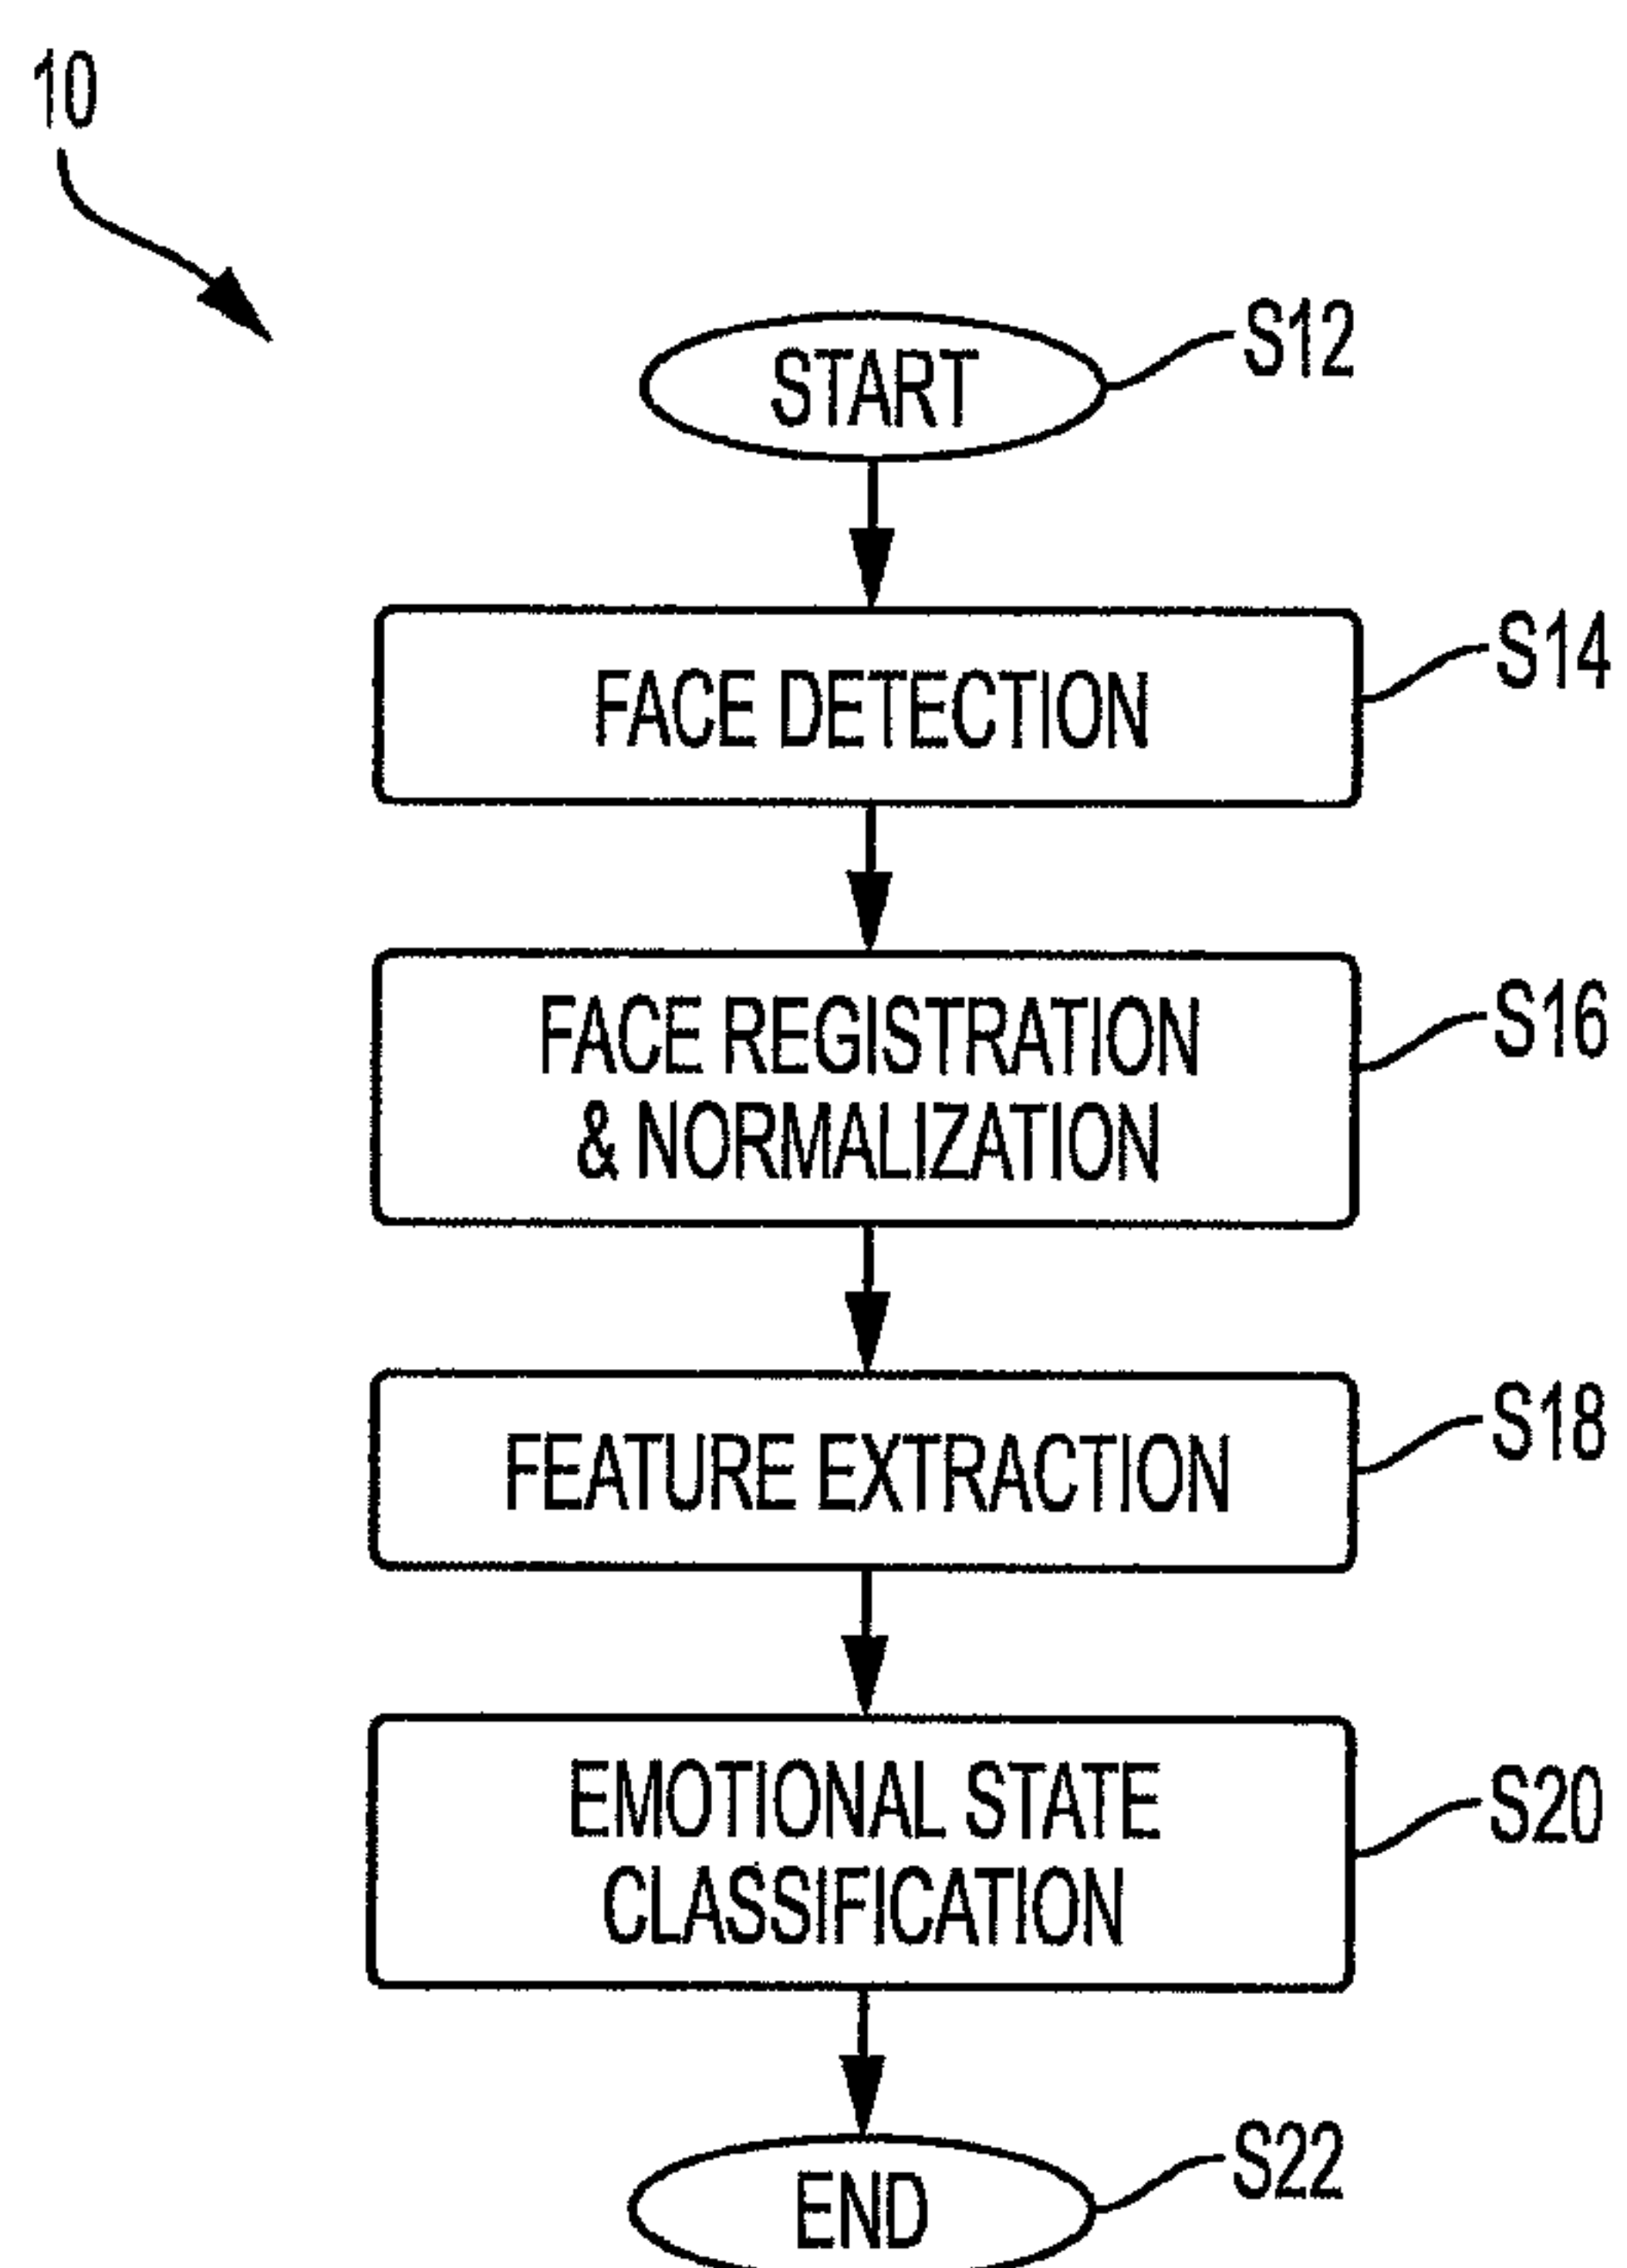 10
START
S12
FACE DETECTION
S14
FACE REGISTRATION
& NORMALIZATION
S16
FEATURE EXTRACTION
S18
EMOTIONAL STATE
CLASSIFICATION
S20
END
S22